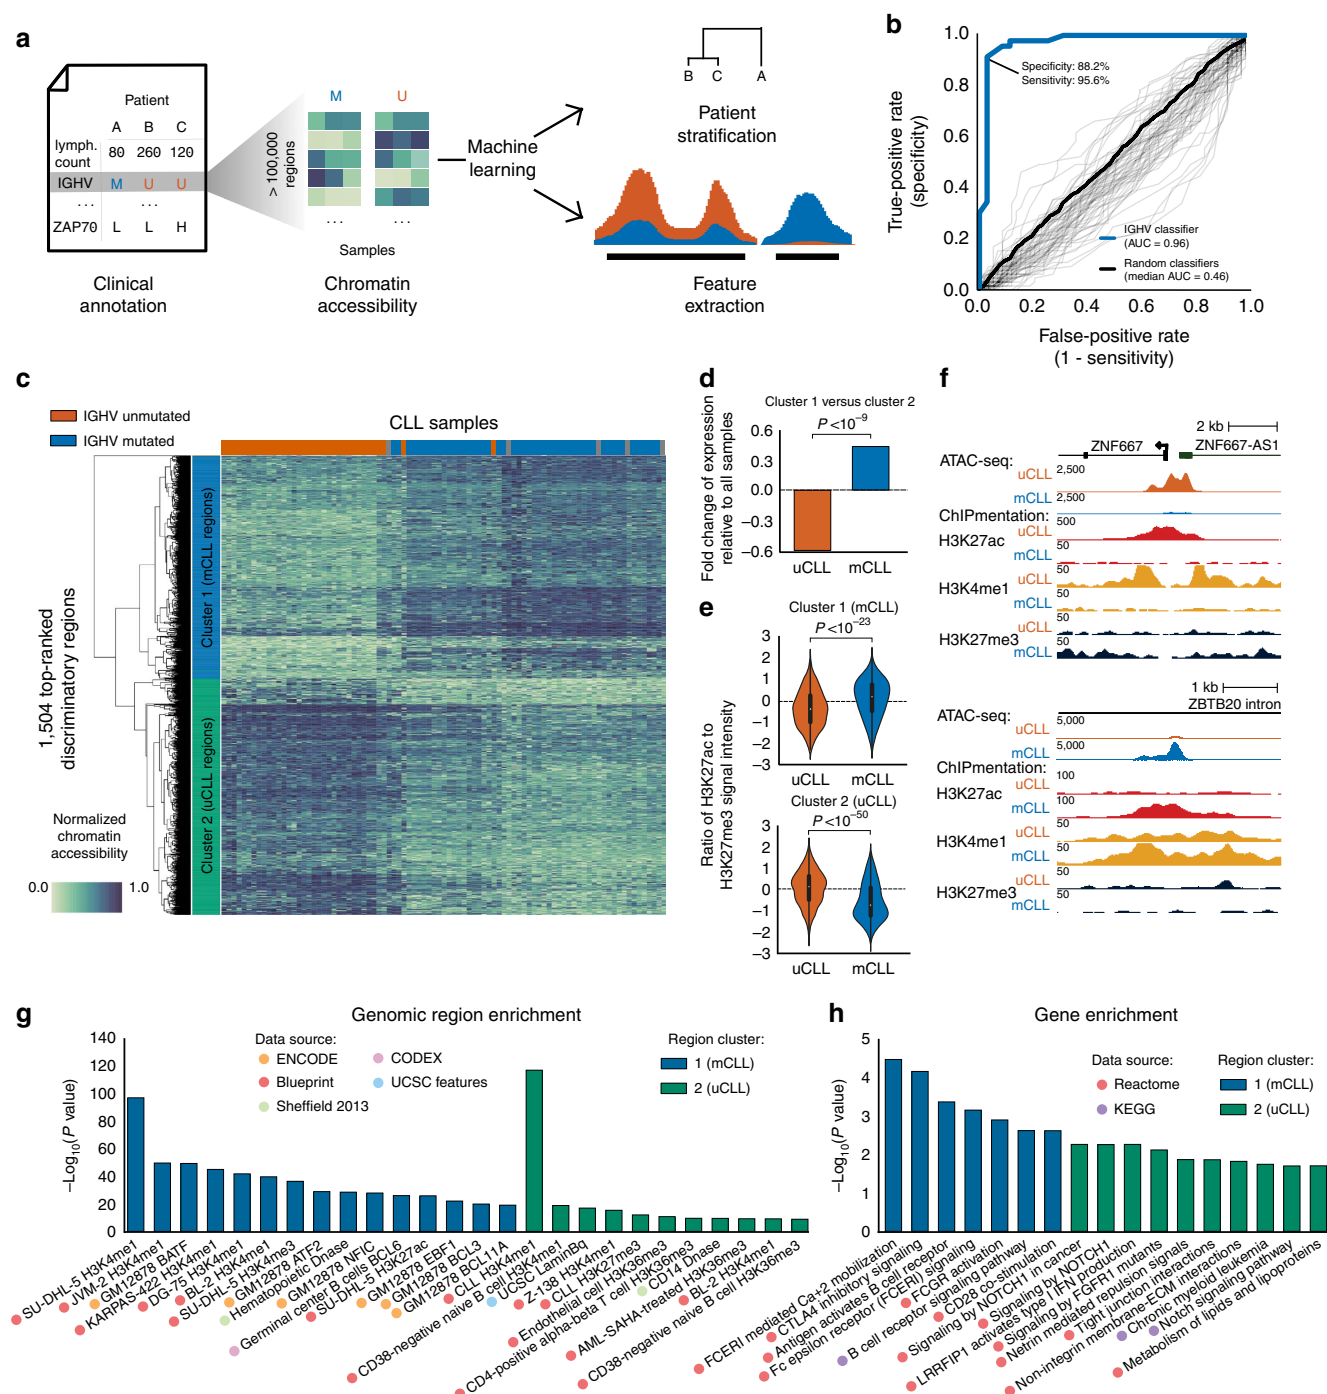 a
Patient
A B C
lymph. count 80 260 120
IGHV M U U
... ...
ZAP70 L L H
Clinical
annotation
> 100,000
regions
M U
... ...
Samples
Chromatin
accessibility
Machine
learning
B C A
Patient
stratification
Feature
extraction
b
True-positive rate
(specificity)
1.0
0.8
0.6
0.4
0.2
0.0
Specificity: 88.2%
Sensitivity: 95.6%
IGHV classifier
(AUC = 0.96)
Random classifiers
(median AUC = 0.46)
0.0 0.2 0.4 0.6 0.8 1.0
False-positive rate
(1 - sensitivity)
c
IGHV unmutated
IGHV mutated
CLL samples
1,504 top-ranked
discriminatory regions
Cluster 1 (mCLL regions)
Cluster 2 (uCLL regions)
Normalized
chromatin
accessibility
0.0 1.0
d
Cluster 1 versus cluster 2
P <10−9
Fold change of expression
relative to all samples
0.6
0.3
0.0
−0.3
−0.6
uCLL mCLL
e
Ratio of H3K27ac to
H3K27me3 signal intensity
Cluster 1 (mCLL)
P <10−23
3
2
1
0
−1
−2
−3
uCLL mCLL
Cluster 2 (uCLL)
P <10−50
3
2
1
0
−1
−2
−3
uCLL mCLL
f
2 kb
ZNF667 ZNF667-AS1
ATAC-seq:
uCLL 2,500
mCLL 2,500
ChIPmentation:
H3K27ac
uCLL 500
mCLL 50
H3K4me1
uCLL 50
mCLL 50
H3K27me3
uCLL 50
mCLL 50
1 kb
ZBTB20 intron
ATAC-seq:
uCLL 5,000
mCLL 5,000
ChIPmentation:
H3K27ac
uCLL 100
mCLL 100
H3K4me1
uCLL 50
mCLL 50
H3K27me3
uCLL 50
mCLL 50
g
Genomic region enrichment
−Log10(P value)
140
120
100
80
60
40
20
0
Data source:
ENCODE
Blueprint
Sheffield 2013
CODEX
UCSC features
Region cluster:
1 (mCLL)
2 (uCLL)
SU-DHL-5 H3K4me1
JVM-2 H3K4me1
GM12878 BATF
KARPAS-422 H3K4me1
DG-75 H3K4me1
BL-2 H3K4me1
SU-DHL-5 H3K4me3
GM12878 ATF2
Hematopoietic Dnase
GM12878 NFIC
Germinal center B cells BCL6
SU-DHL-5 H3K27ac
GM12878 EBF1
GM12878 BCL3
GM12878 BCL11A
CLL H3K4me1
CD38-negative naive B cell H3K4me1
UCSC LaminBq
Z-138 H3K4me1
CLL H3K27me3
Endothelial cell H3K36me3
CD4-positive alpha-beta T cell H3K36me3
CD14 Dnase
AML-SAHA-treated H3K36me3
BL-2 H3K4me1
CD38-negative naive B cell H3K36me3
h
Gene enrichment
−Log10(P value)
5
4
3
2
1
0
Data source:
Reactome
KEGG
Region cluster:
1 (mCLL)
2 (uCLL)
FCERI mediated Ca+2 mobilization
CTLA4 inhibitory signaling
Antigen activates B cell receptor
Fc epsilon receptor (FCERI) signaling
FCGR activation
B cell receptor signaling pathway
CD28 co-stimulation
Signaling by NOTCH1 in cancer
Signaling by NOTCH1
LRRFIP1 activates type I IFN production
Signaling by FGFR1 mutants
Netrin mediated repulsion signals
Tight junction interactions
Non-integrin membrane-ECM interactions
Chronic myeloid leukemia
Notch signaling pathway
Metabolism of lipids and lipoproteins